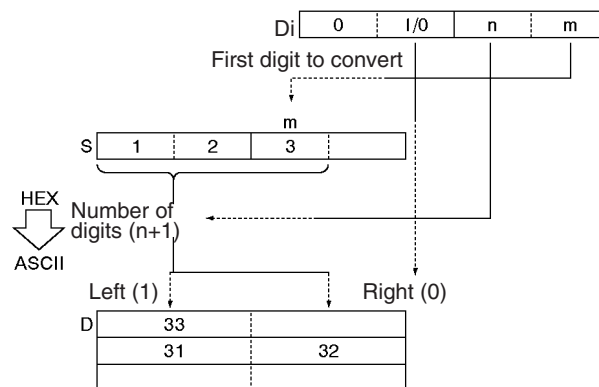 Di 0 1/0 n m
First digit to convert
m
S 1 2 3
HEX
Number of
digits (n+1)
ASCII
Left (1) Right (0)
D 33
31 32